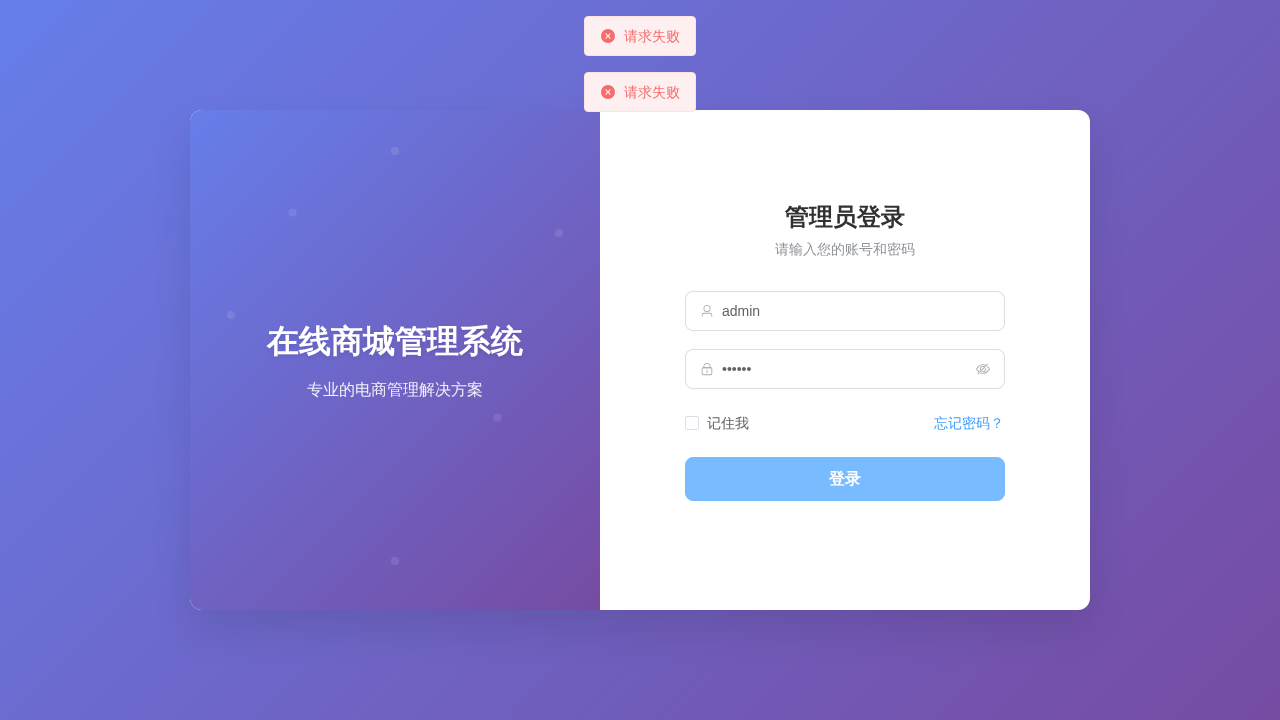 请求失败
请求失败
在线商城管理系统
专业的电商管理解决方案
管理员登录
请输入您的账号和密码
admin
••••••
记住我
忘记密码？
登录